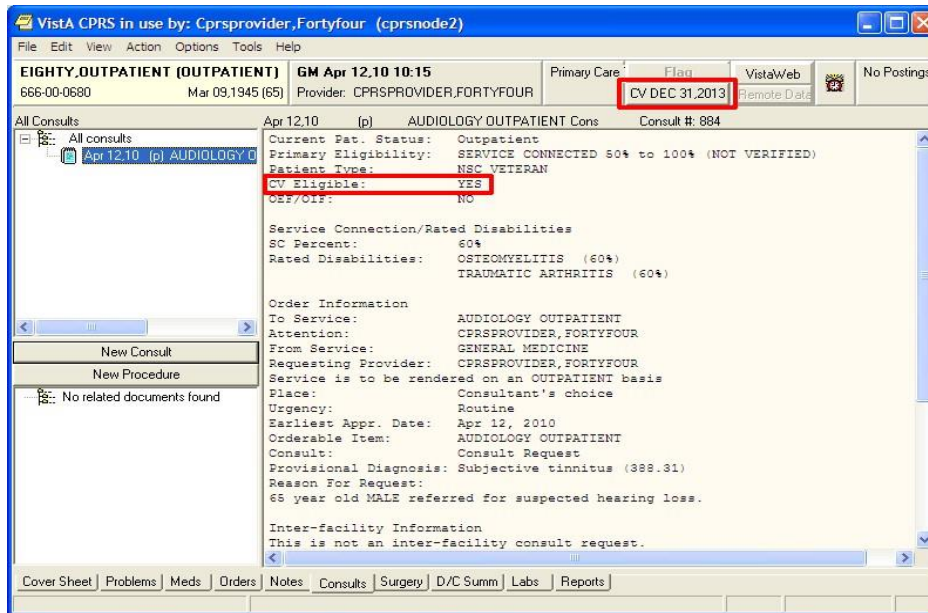 VistA CPRS in use by: Cprsprovider,Fortyfour (cprsnode2)
File Edit View Action Options Tools Help
EIGHTY,OUTPATIENT (OUTPATIENT)
666-00-0680 Mar 09,1945 (65)
GM Apr 12,10 10:15
Provider: CPRSPROVIDER,FORTYFOUR
Primary Care
Flag
CV DEC 31,2013
VistaWeb
Remote Data
No Postings
All Consults
Apr 12,10 (p) AUDIOLOGY OUTPATIENT Cons Consult #: 884
All consults
Apr 12,10 (p) AUDIOLOGY O
New Consult
New Procedure
No related documents found
Current Pat. Status: Outpatient
Primary Eligibility: SERVICE CONNECTED 50% to 100% (NOT VERIFIED)
Patient Type: NSC VETERAN
CV Eligible: YES
OEF/OIF: NO
Service Connection/Rated Disabilities
SC Percent: 60%
Rated Disabilities: OSTEOMYELITIS (60%)
TRAUMATIC ARTHRITIS (60%)
Order Information
To Service: AUDIOLOGY OUTPATIENT
Attention: CPRSPROVIDER,FORTYFOUR
From Service: GENERAL MEDICINE
Requesting Provider: CPRSPROVIDER,FORTYFOUR
Service is to be rendered on an OUTPATIENT basis
Place: Consultant's choice
Urgency: Routine
Earliest Appr. Date: Apr 12, 2010
Orderable Item: AUDIOLOGY OUTPATIENT
Consult: Consult Request
Provisional Diagnosis: Subjective tinnitus (388.31)
Reason For Request:
65 year old MALE referred for suspected hearing loss.
Inter-facility Information
This is not an inter-facility consult request.
Cover Sheet Problems Meds Orders Notes Consults Surgery D/C Summ Labs Reports